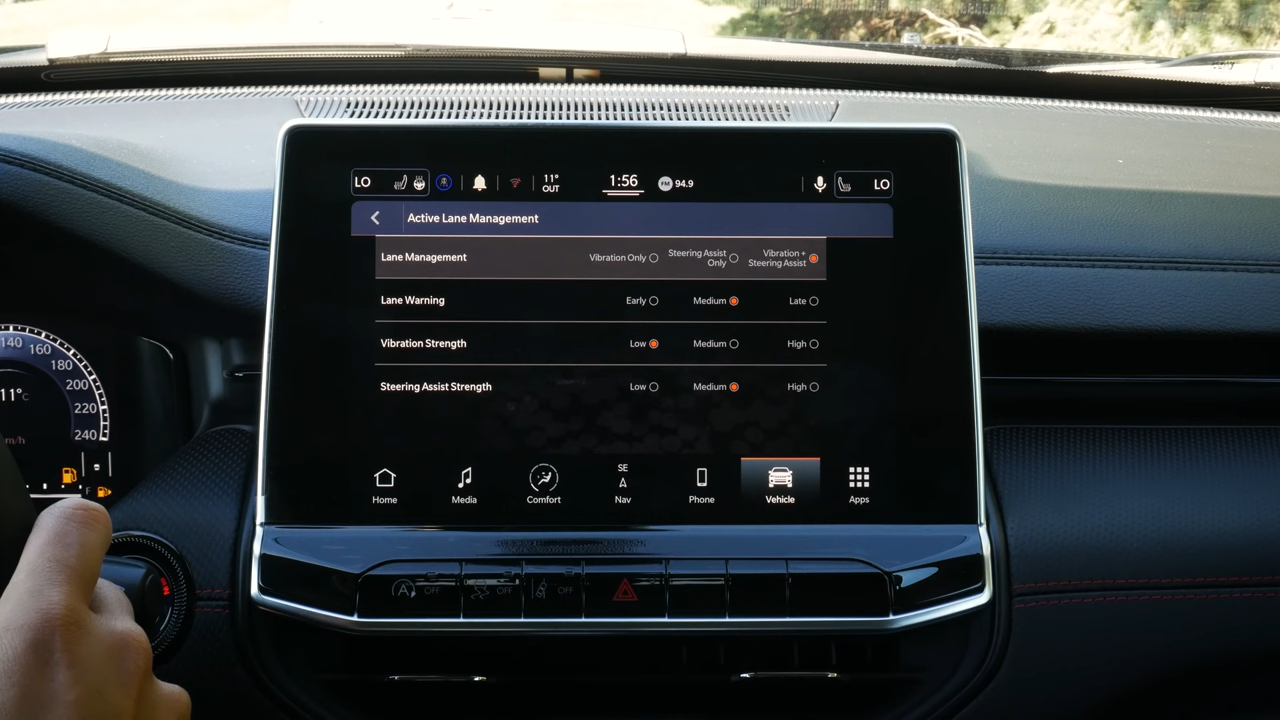 LO
11°
OUT
1:56
FM 94.9
LO
Active Lane Management
Lane Management
Vibration Only
Steering Assist
Only
Vibration +
Steering Assist
Lane Warning
Early
Medium
Late
Vibration Strength
Low
Medium
High
Steering Assist Strength
Low
Medium
High
140
160
180
200
220
240
11°C
m/h
F
SE
Home
Media
Comfort
Nav
Phone
Vehicle
Apps
A OFF
OFF
OFF